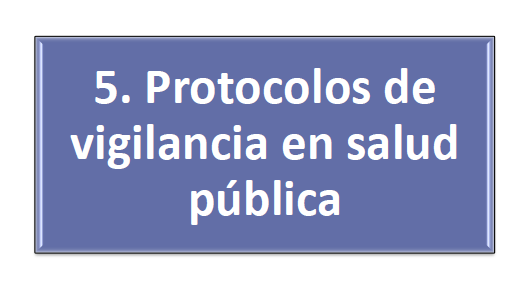 5. Protocolos de
vigilancia en salud
pública